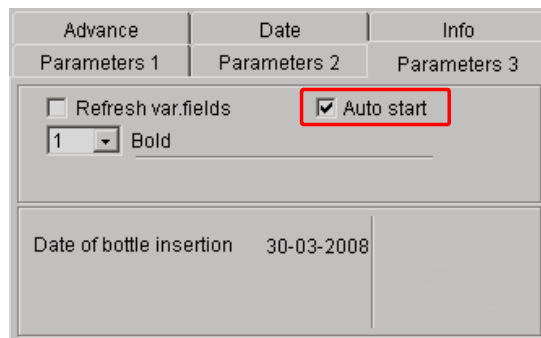 Advance Date Info
Parameters 1 Parameters 2 Parameters 3
Refresh var.fields Auto start
1 Bold
Date of bottle insertion 30-03-2008